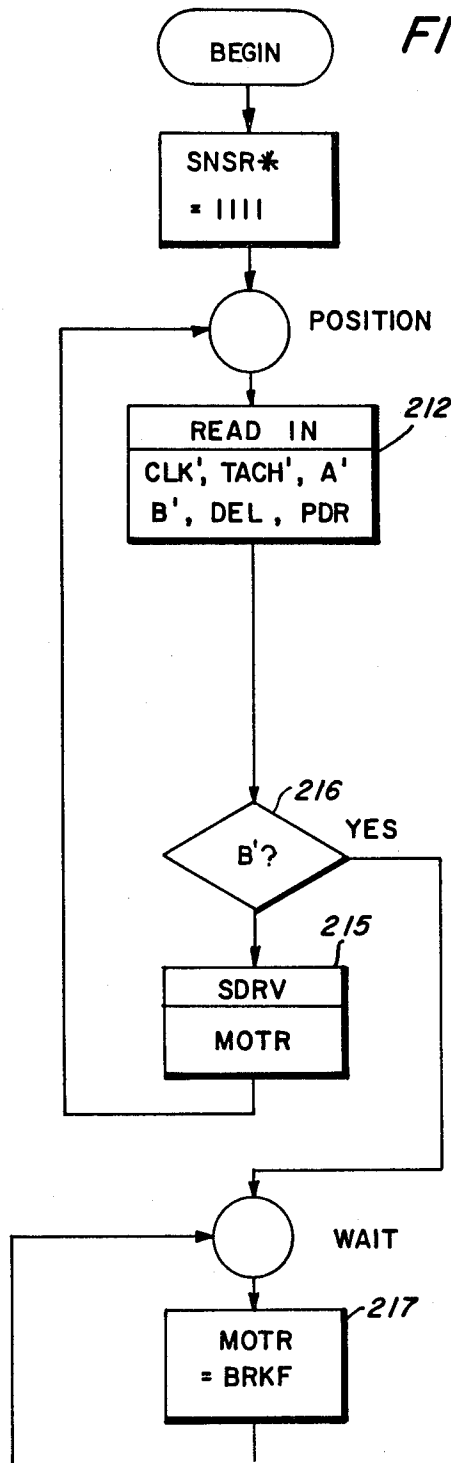 FI
BEGIN
SNSR*
= 1111
POSITION
212
READ IN
CLK', TACH', A'
B', DEL, PDR
216
YES
B'?
215
SDRV
MOTR
WAIT
217
MOTR
= BRKF